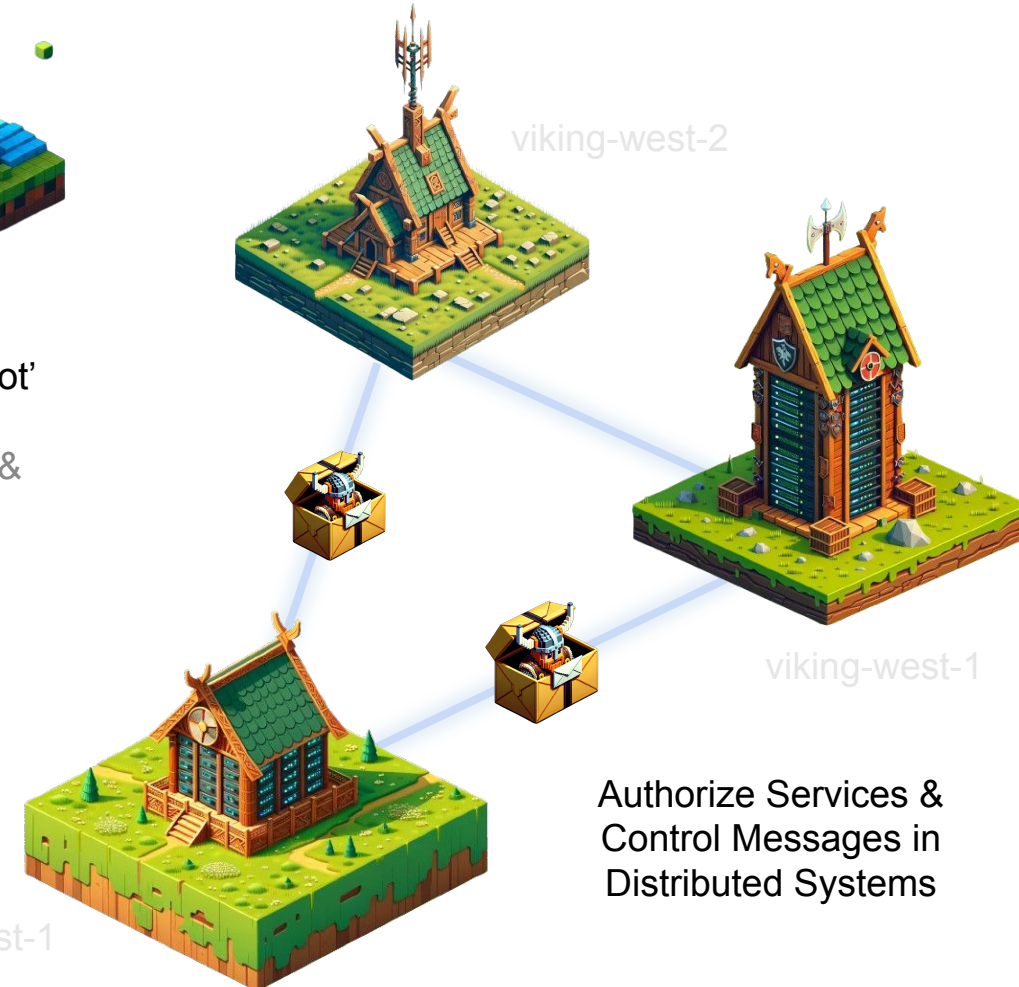 viking-west-2
ot’
&
viking-west-1
Authorize Services &
Control Messages in
Distributed Systems
st-1